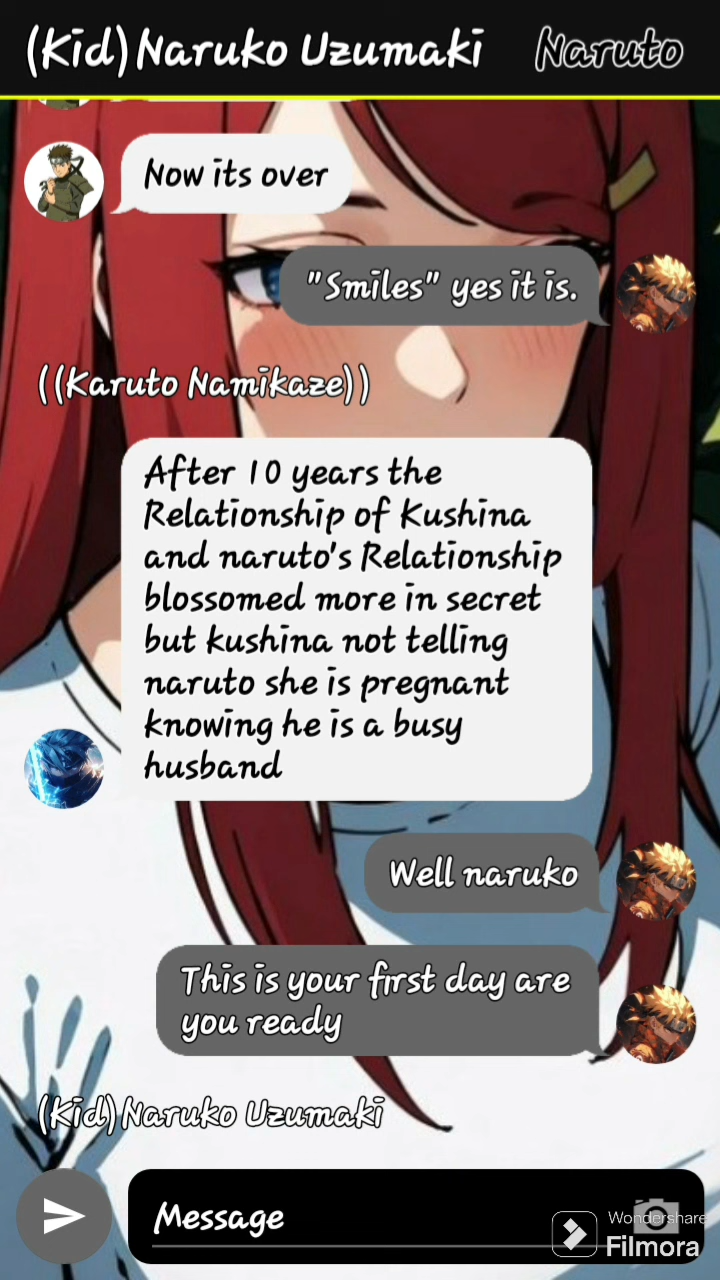 (Kid)Naruko Uzumaki Naruto
Now its over
"Smiles" yes it is.
((Karuto Namikaze))
After 10 years the
Relationship of Kushina
and naruto's Relationship
blossomed more in secret
but kushina not telling
naruto she is pregnant
knowing he is a busy
husband
Well naruko
This is your first day are
you ready
(Kid)Naruko Uzumaki
Message
Wondershare
Filmora